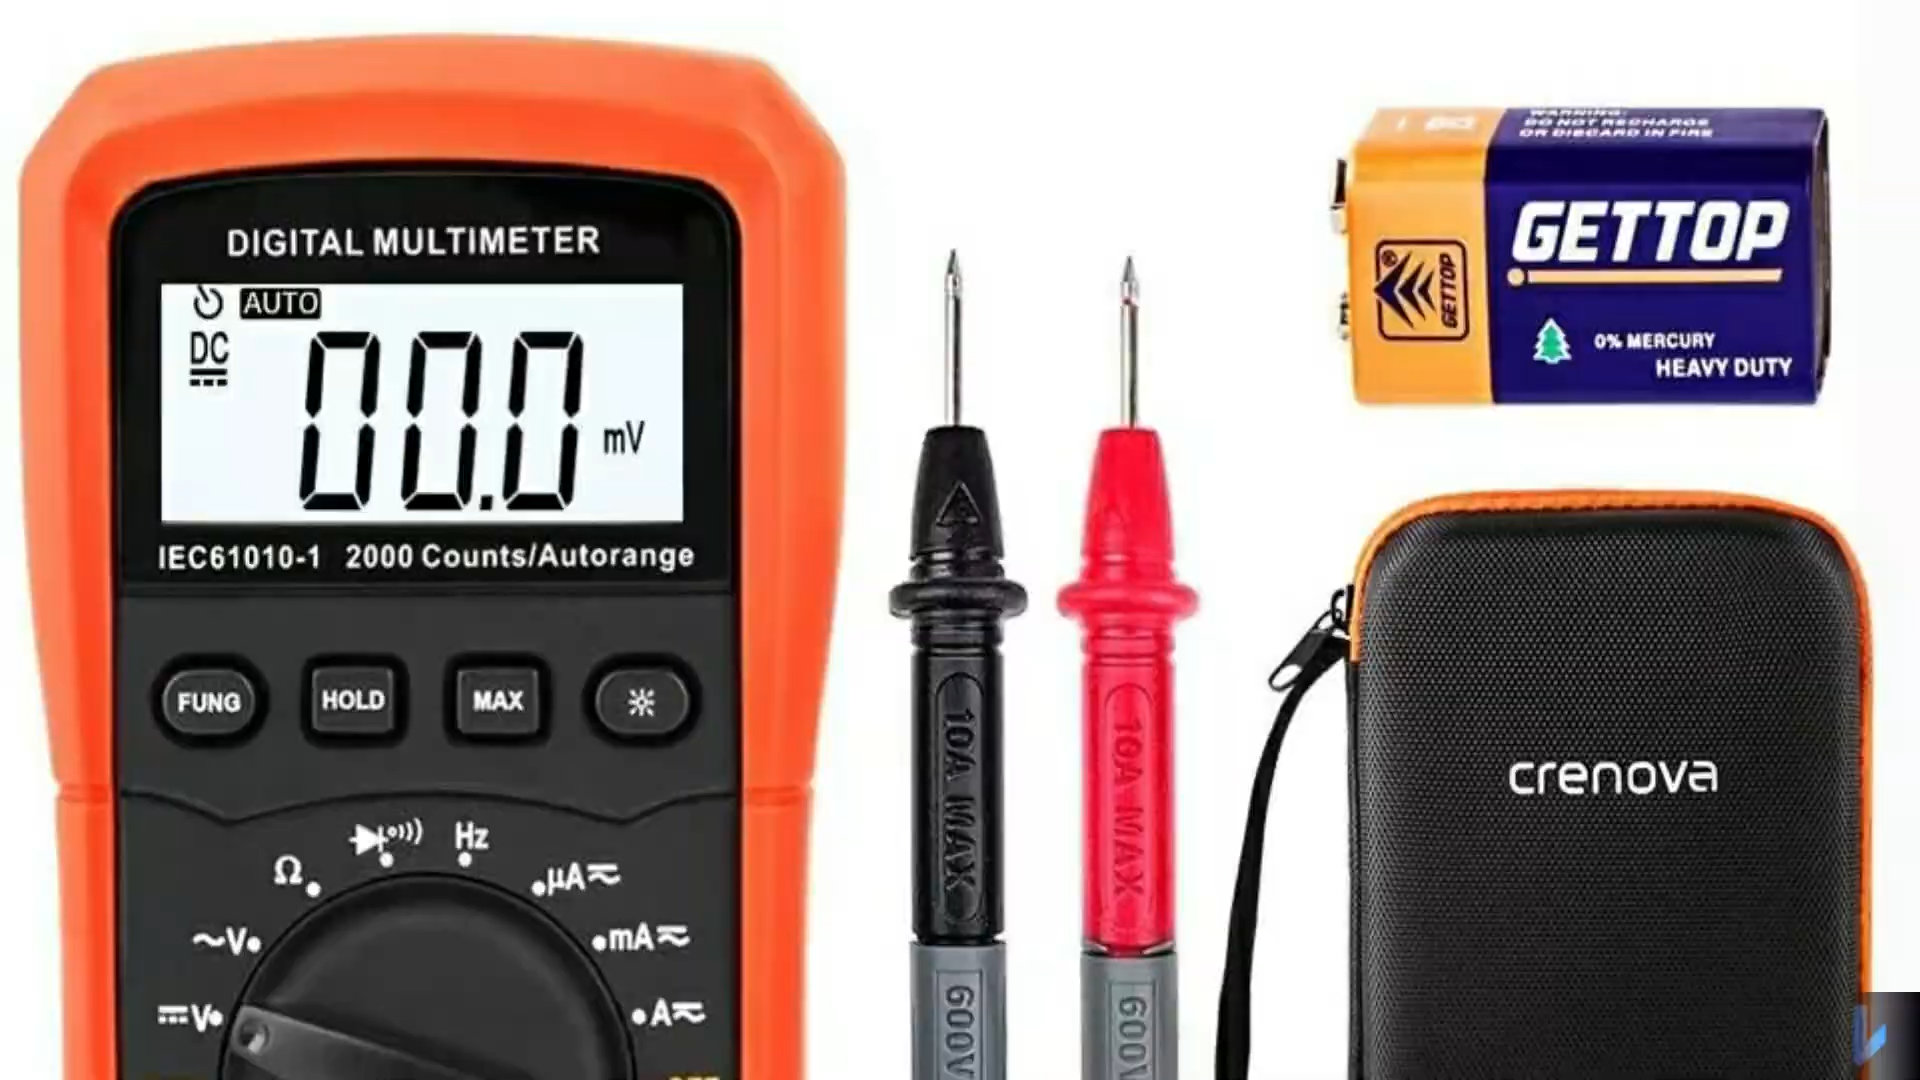 DIGITAL MULTIMETER
AUTO
DC
00.0 mV
IEC61010-1 2000 Counts/Autorange
FUNG HOLD MAX
Hz
Ω
µA
~V
mA
V
A
10A MAX
600V
10A MAX
600V
WARNING:
DO NOT RECHARGE
OR DISCARD IN FIRE
GETTOP
GETTOP
®
0% MERCURY
HEAVY DUTY
crenova